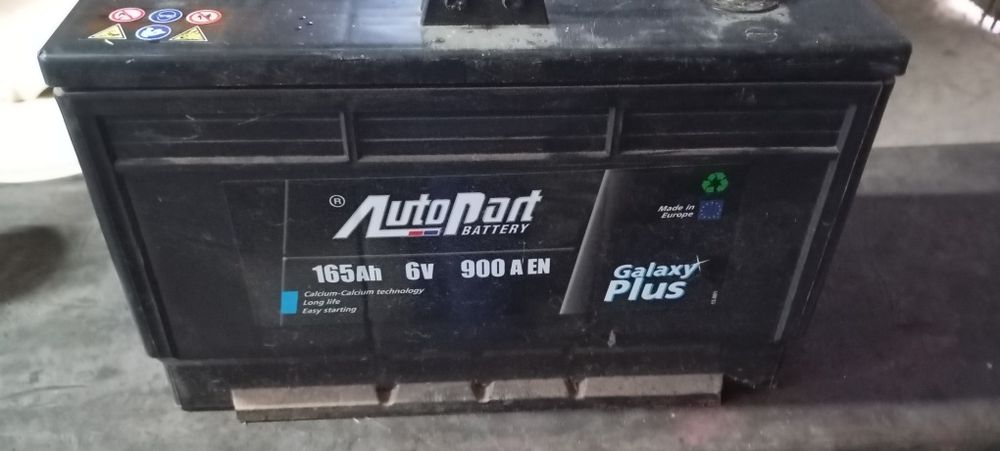 ® AutoPart
BATTERY
165Ah 6V 900 A EN
Calcium-Calcium technology
Long life
Easy starting
Made in
Europe
Galaxy
Plus